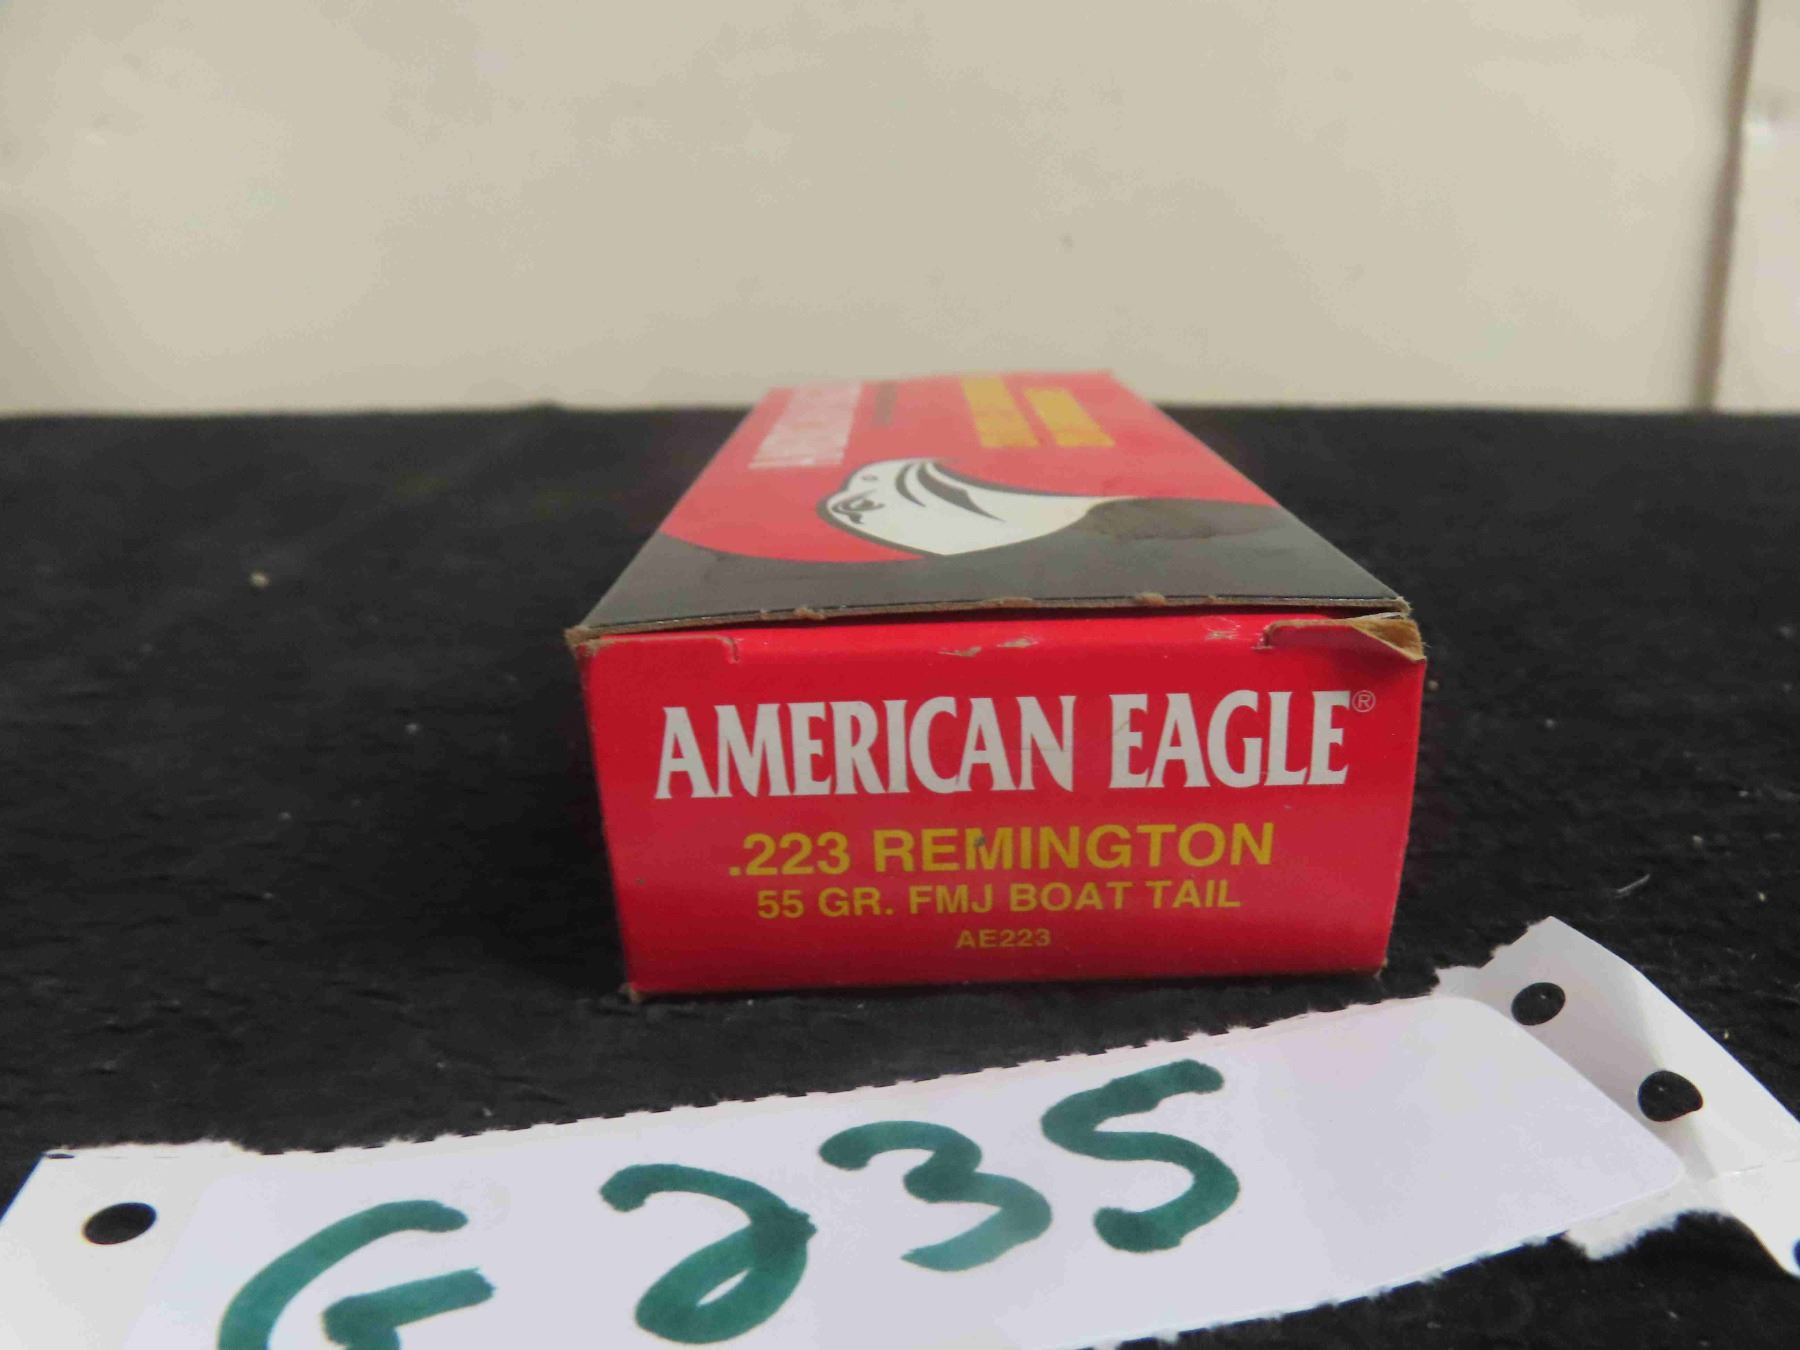 AMERICAN EAGLE®
.223 REMINGTON
55 GR. FMJ BOAT TAIL
AE223
G235